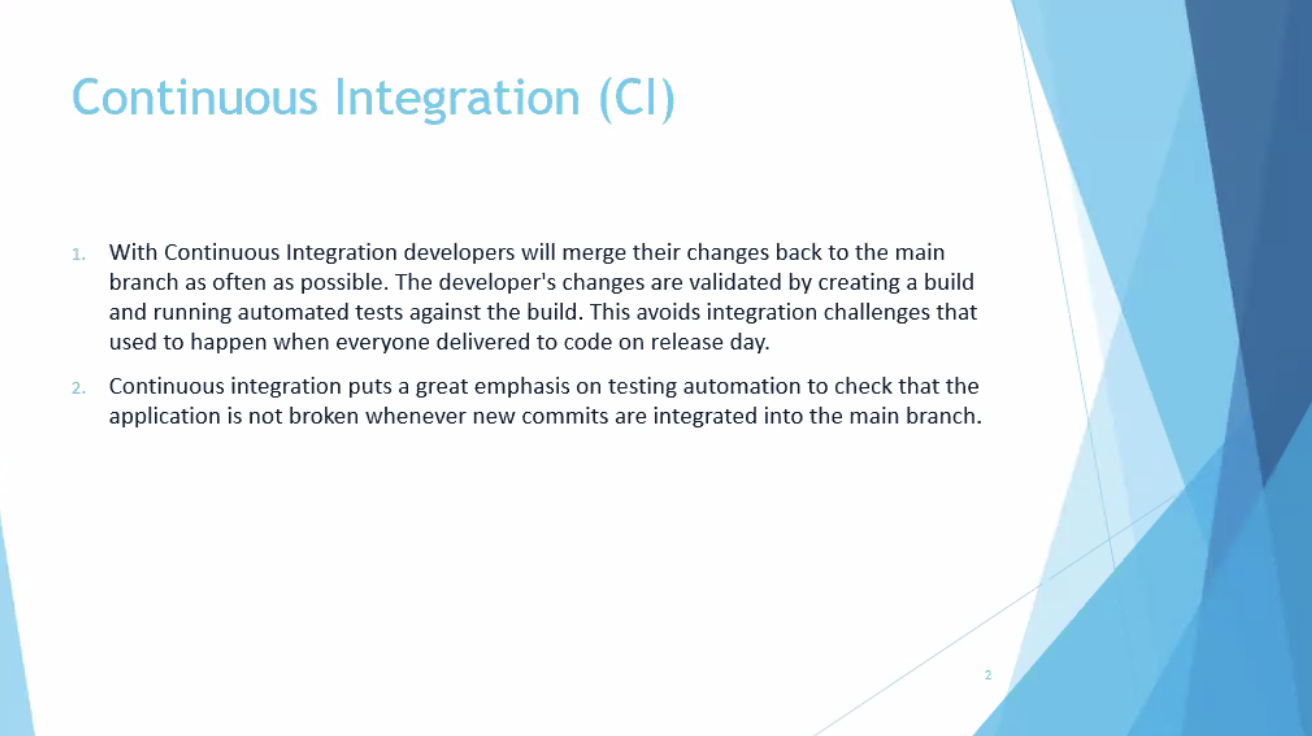 Continuous Integration (CI)
1. With Continuous Integration developers will merge their changes back to the main
branch as often as possible. The developer's changes are validated by creating a build
and running automated tests against the build. This avoids integration challenges that
used to happen when everyone delivered to code on release day.
2. Continuous integration puts a great emphasis on testing automation to check that the
application is not broken whenever new commits are integrated into the main branch.
2